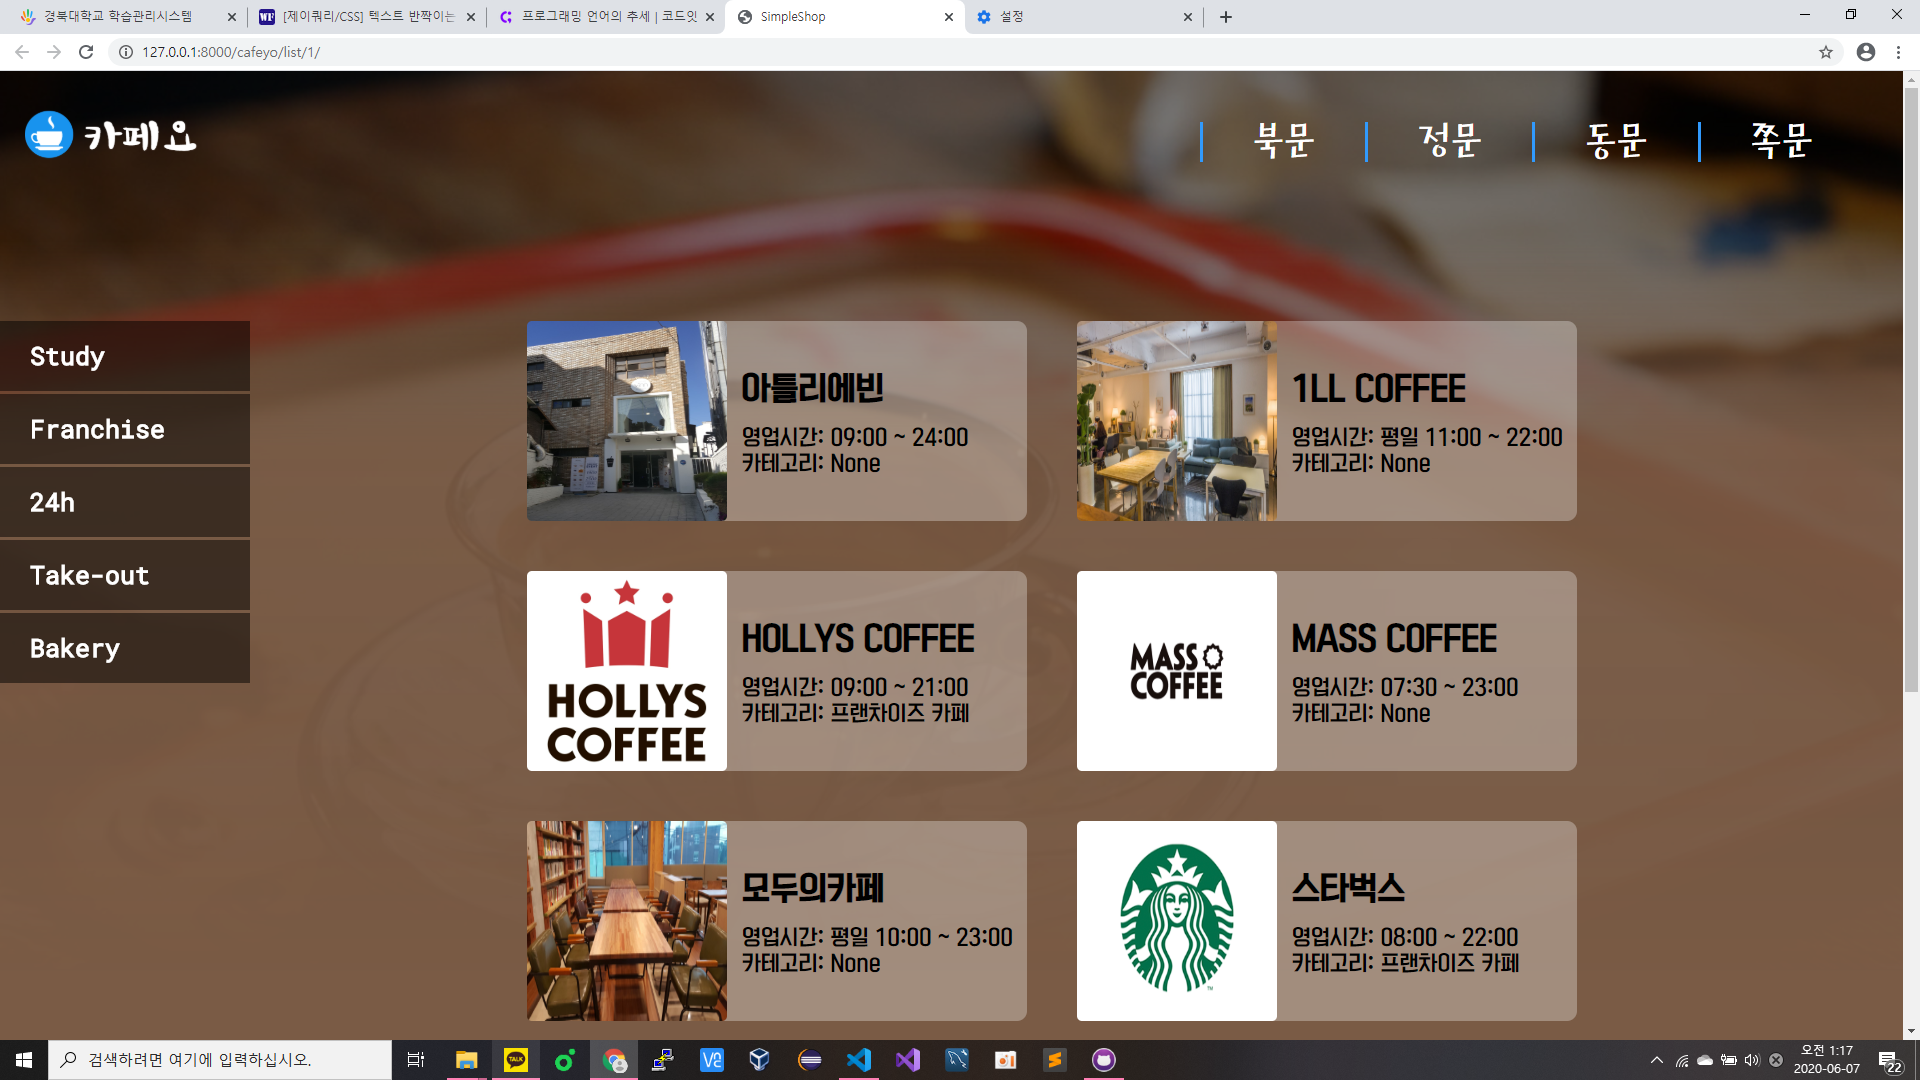 경북대학교 학습관리시스템
[제이쿼리/CSS] 텍스트 반짝이는
프로그래밍 언어의 추세 | 코드잇
SimpleShop
설정
127.0.0.1:8000/cafeyo/list/1/
카페요
북문
정문
동문
쪽문
Study
Franchise
24h
Take-out
Bakery
아틀리에빈
영업시간: 09:00 ~ 24:00
카테고리: None
1LL COFFEE
영업시간: 평일 11:00 ~ 22:00
카테고리: None
HOLLYS
COFFEE
HOLLYS COFFEE
영업시간: 09:00 ~ 21:00
카테고리: 프랜차이즈 카페
MASS
COFFEE
MASS COFFEE
영업시간: 07:30 ~ 23:00
카테고리: None
모두의카페
영업시간: 평일 10:00 ~ 23:00
카테고리: None
스타벅스
영업시간: 08:00 ~ 22:00
카테고리: 프랜차이즈 카페
검색하려면 여기에 입력하십시오.
TALK
오전 1:17
2020-06-07
22